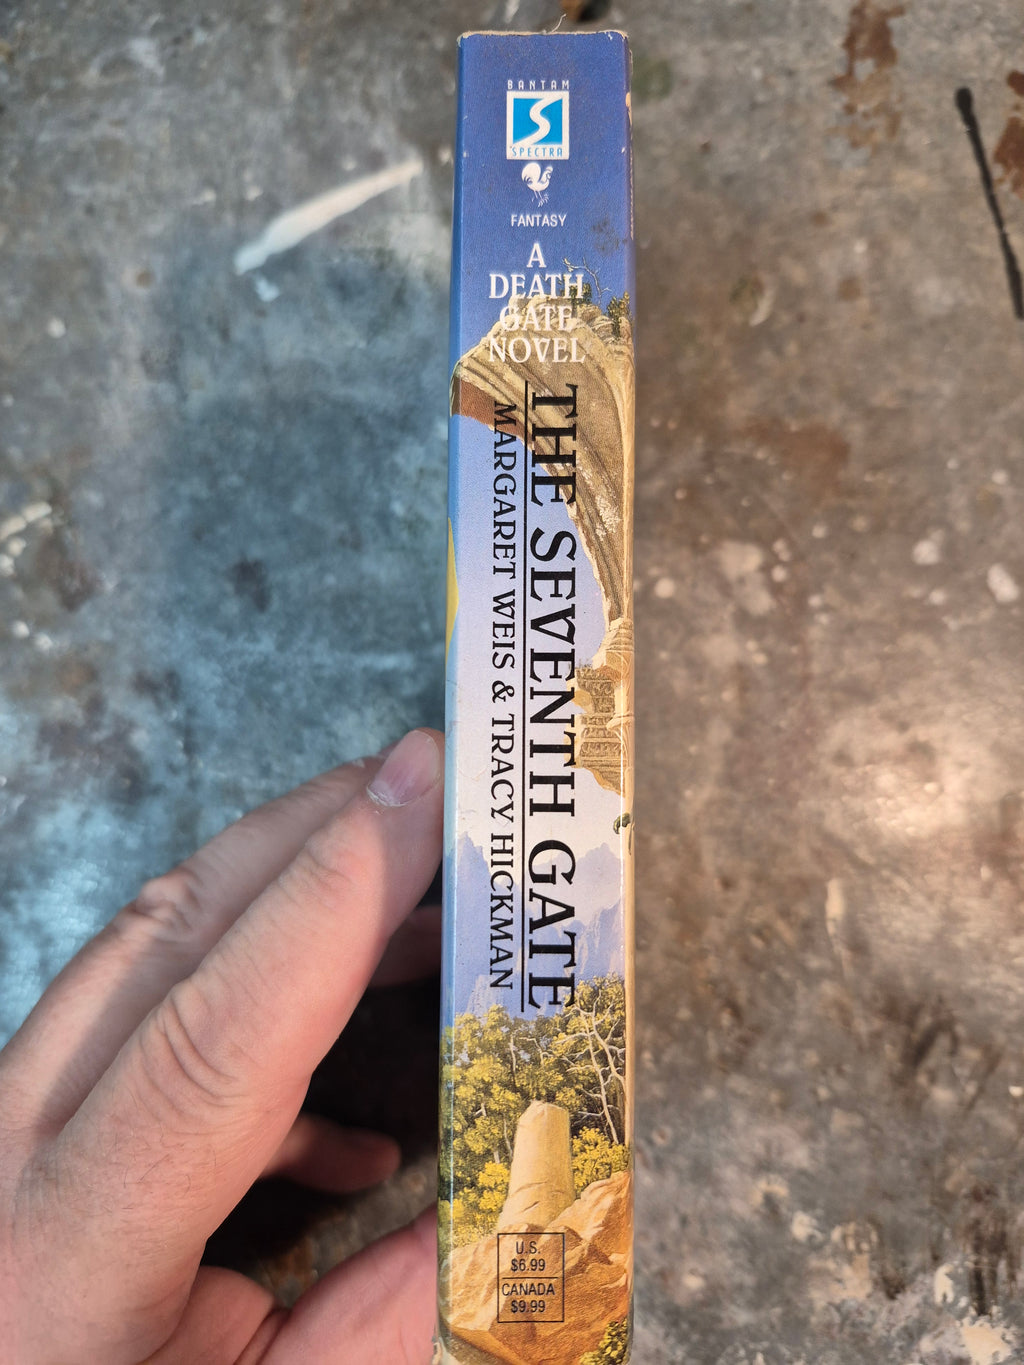 BANTAM
SPECTRA
FANTASY
A
DEATH
GATE
NOVEL
THE SEVENTH GATE
MARGARET WEIS & TRACY HICKMAN
U.S.
$6.99
CANADA
$9.99